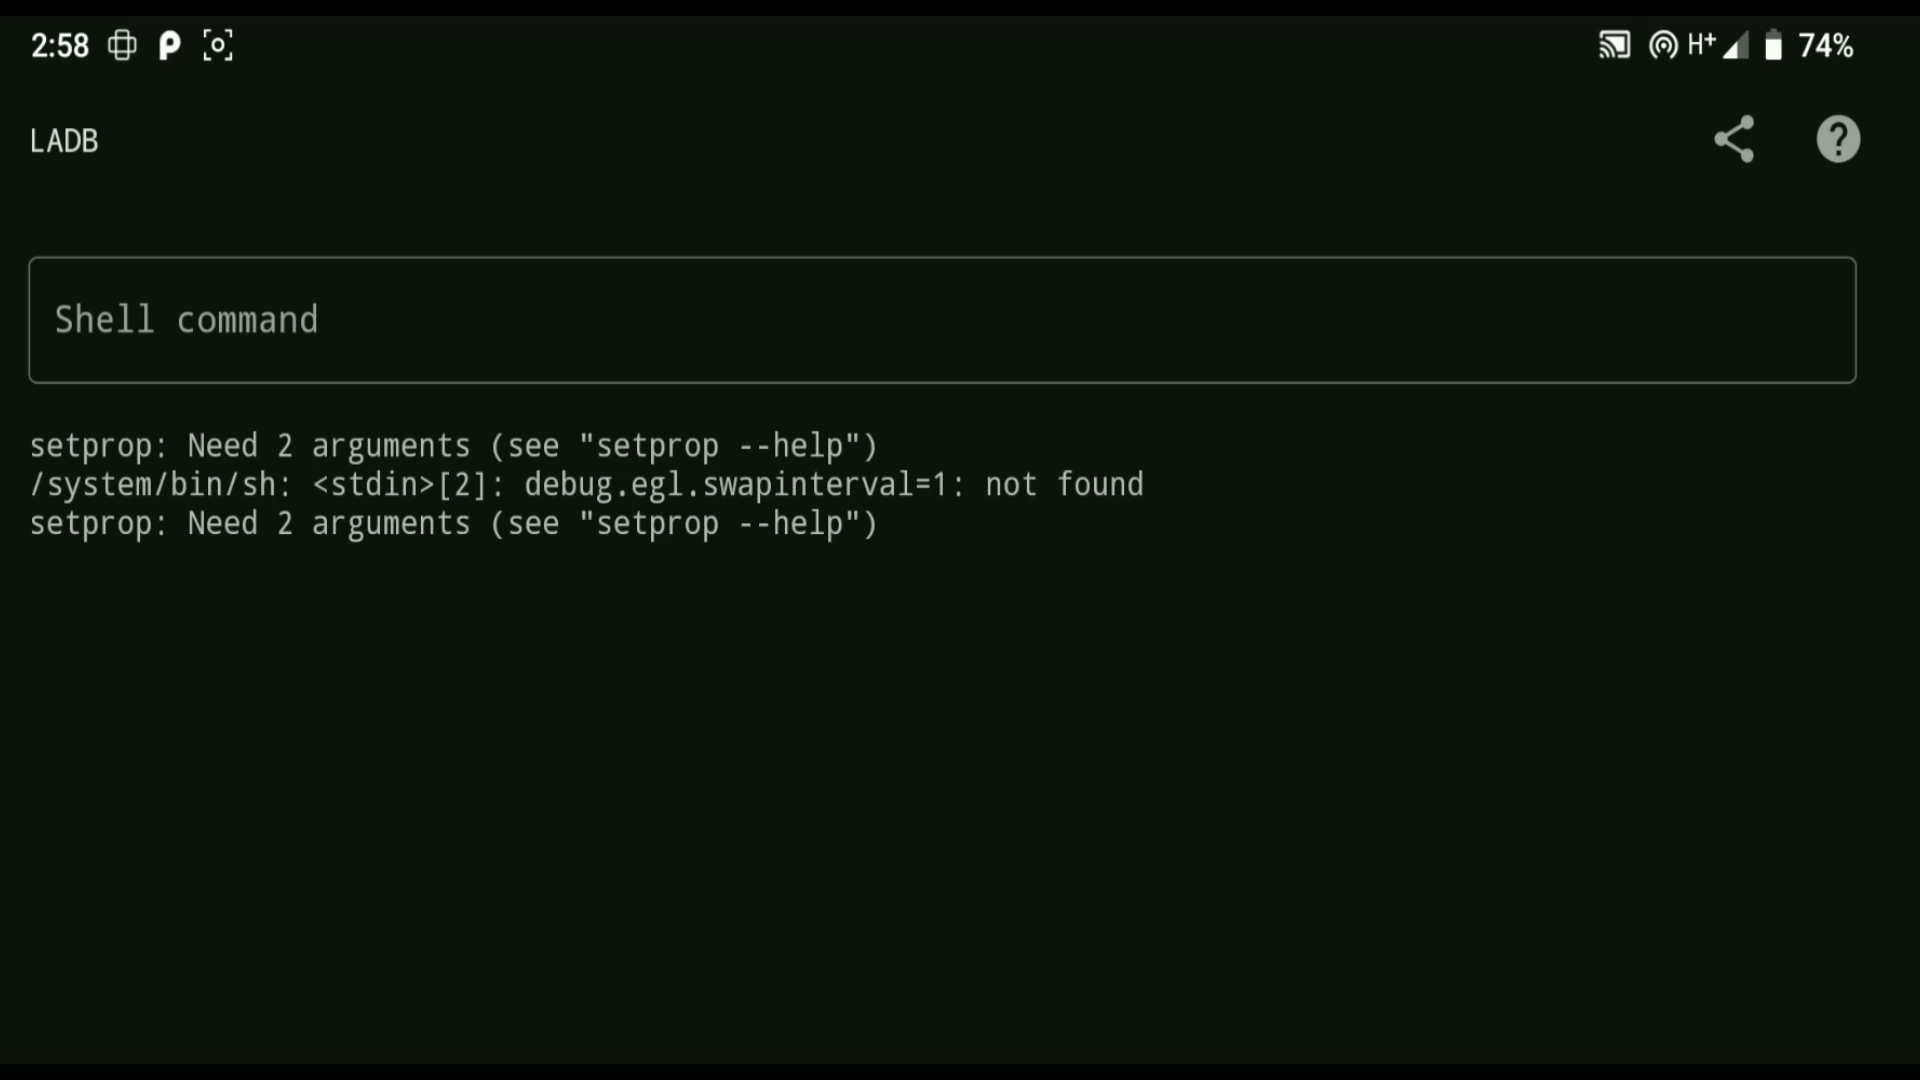 2:58 H+ 74%
LADB
Shell command
setprop: Need 2 arguments (see "setprop --help")
/system/bin/sh: <stdin>[2]: debug.egl.swapinterval=1: not found
setprop: Need 2 arguments (see "setprop --help")